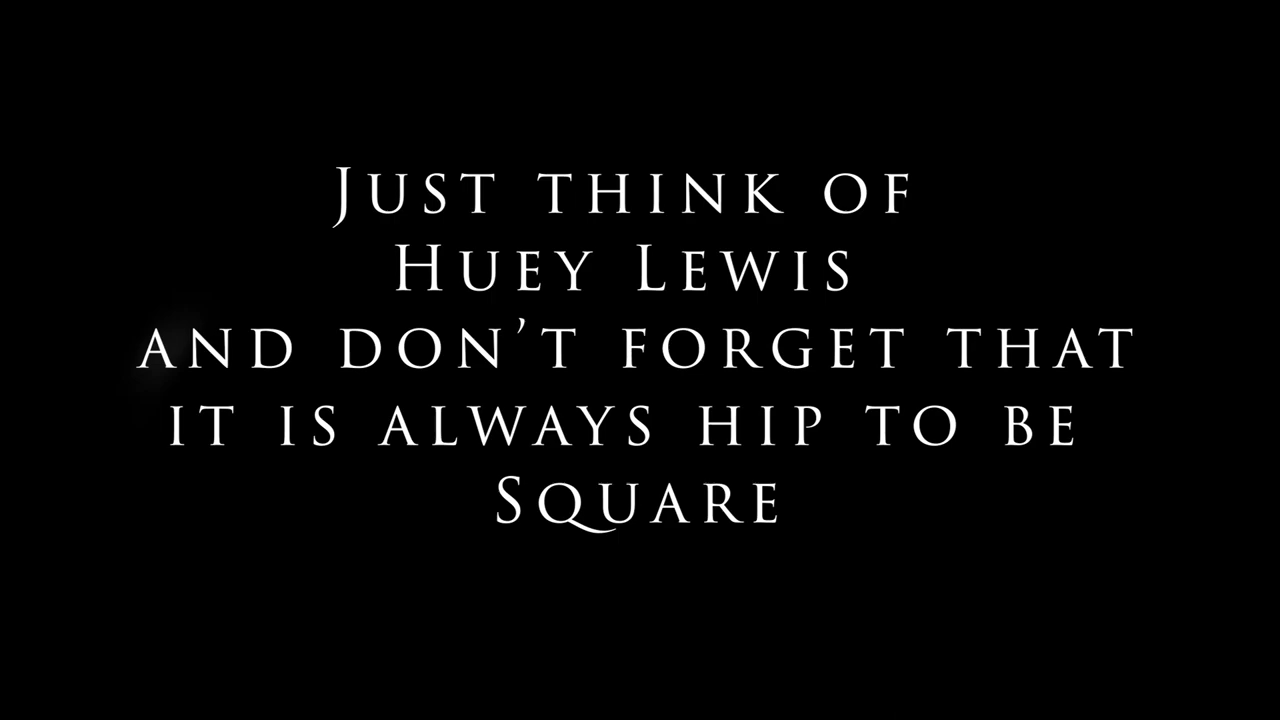 Just think of
Huey Lewis
and don’t forget that
it is always hip to be
Square